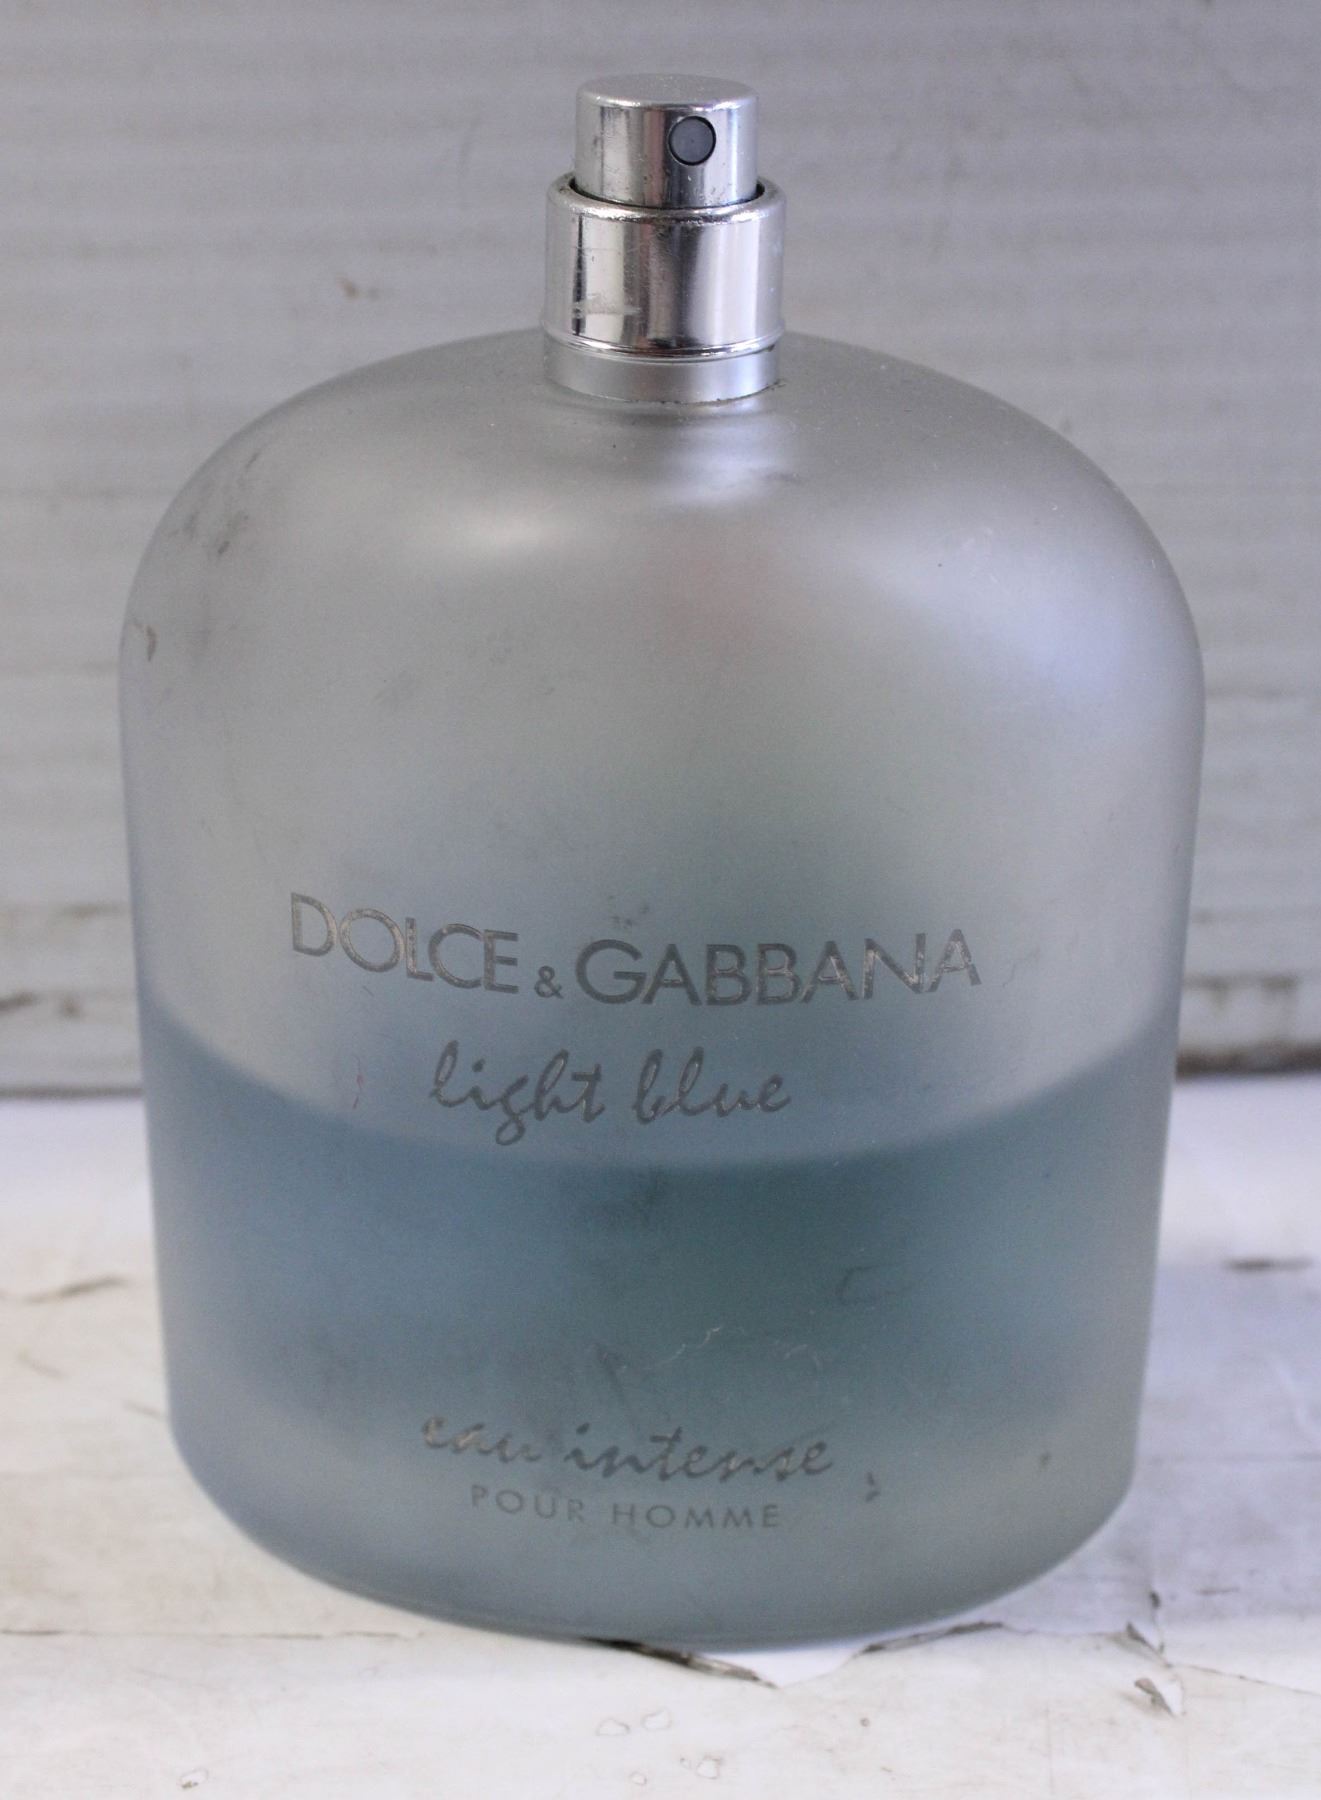 DOLCE & GABBANA
light blue
eau intense
POUR HOMME